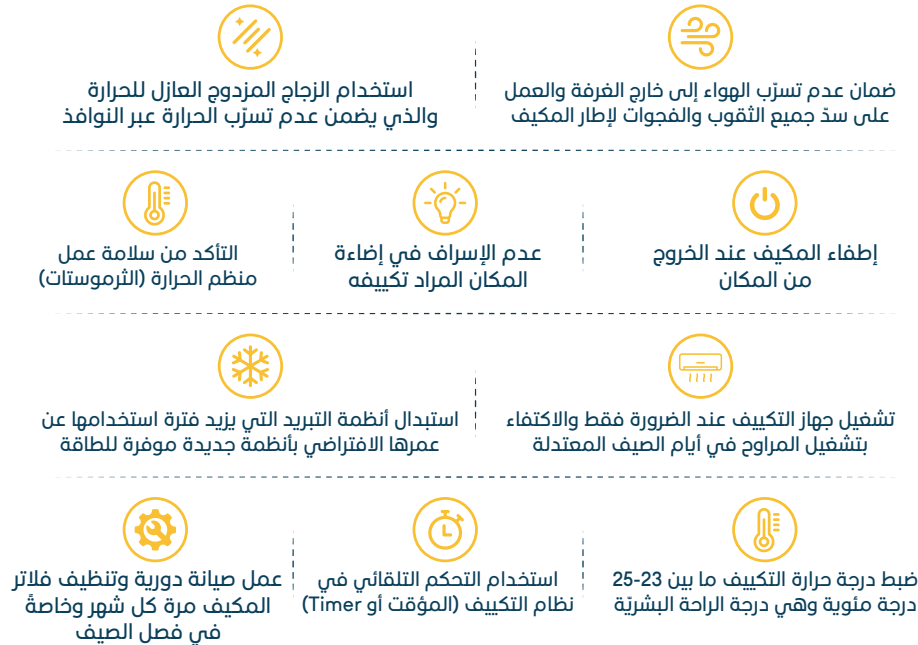 ضمان عدم تسرّب الهواء إلى خارج الغرفة والعمل
على سدّ جميع الثقوب والفجوات لإطار المكيف
استخدام الزجاج المزدوج العازل للحرارة
والذي يضمن عدم تسرّب الحرارة عبر النوافذ
إطفاء المكيف عند الخروج
من المكان
عدم الإسراف في إضاءة
المكان المراد تكييفه
التأكد من سلامة عمل
منظم الحرارة (الثرموستات)
تشغيل جهاز التكييف عند الضرورة فقط والاكتفاء
بتشغيل المراوح في أيام الصيف المعتدلة
استبدال أنظمة التبريد التي يزيد فترة استخدامها عن
عمرها الافتراضي بأنظمة جديدة موفرة للطاقة
ضبط درجة حرارة التكييف ما بين 23-25
درجة مئوية وهي درجة الراحة البشريّة
استخدام التحكم التلقائي في
نظام التكييف (المؤقت أو Timer)
عمل صيانة دورية وتنظيف فلاتر
المكيف مرة كل شهر وخاصةً
في فصل الصيف